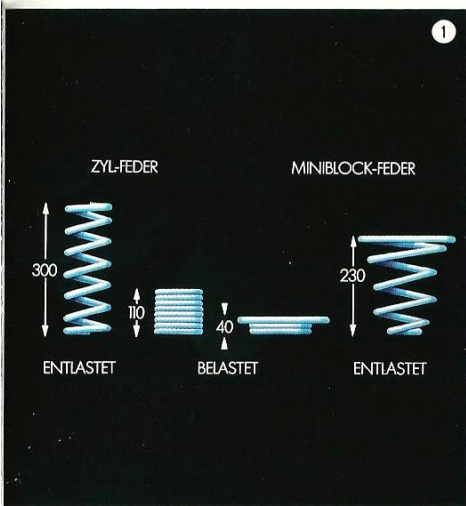 1
ZYL-FEDER
MINIBLOCK-FEDER
300
110
40
230
ENTLASTET
BELASTET
ENTLASTET